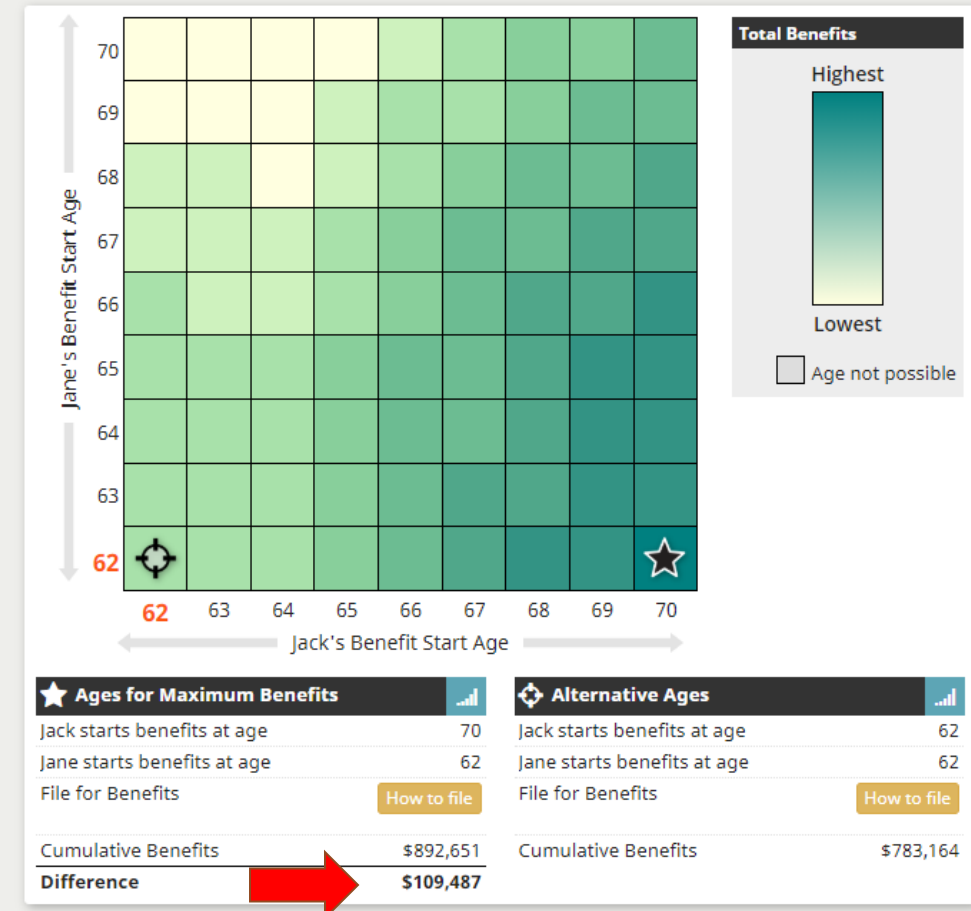 Total Benefits
Highest
Lowest
Age not possible
Jane's Benefit Start Age
70
69
68
67
66
65
64
63
62
62 63 64 65 66 67 68 69 70
Jack's Benefit Start Age
Ages for Maximum Benefits
Jack starts benefits at age 70
Jane starts benefits at age 62
File for Benefits How to file
Cumulative Benefits $892,651
Difference $109,487
Alternative Ages
Jack starts benefits at age 62
Jane starts benefits at age 62
File for Benefits How to file
Cumulative Benefits $783,164